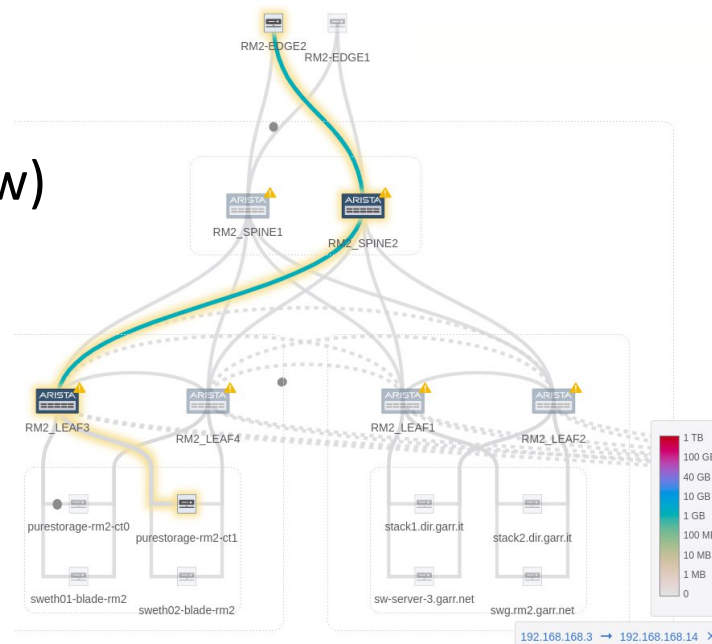 RM2-EDGE2
RM2-EDGE1
w)
ARISTA
ARISTA
RM2_SPINE1
RM2_SPINE2
ARISTA
ARISTA
ARISTA
ARISTA
RM2_LEAF3
RM2_LEAF4
RM2_LEAF1
RM2_LEAF2
1 TB
100 GB
40 GB
10 GB
1 GB
100 MB
10 MB
1 MB
0
purestorage-rm2-ct0
purestorage-rm2-ct1
stack1.dir.garr.it
stack2.dir.garr.it
sweth01-blade-rm2
sweth02-blade-rm2
sw-server-3.garr.net
swg.rm2.garr.net
192.168.168.3 → 192.168.168.14 ×